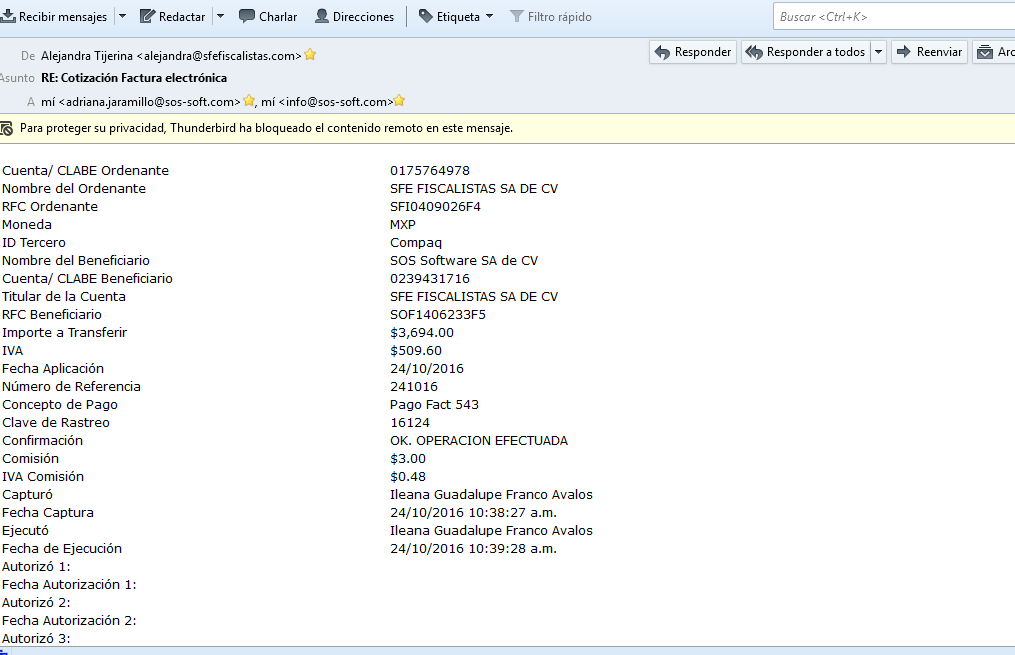 Recibir mensajes Redactar Charlar Direcciones Etiqueta Filtro rápido Buscar <Ctrl+K>
De Alejandra Tijerina <alejandra@sfefiscalistas.com> Responder Responder a todos Reenviar Arc
Asunto RE: Cotización Factura electrónica
A mí <adriana.jaramillo@sos-soft.com>, mí <info@sos-soft.com>
Para proteger su privacidad, Thunderbird ha bloqueado el contenido remoto en este mensaje.
Cuenta/ CLABE Ordenante 0175764978
Nombre del Ordenante SFE FISCALISTAS SA DE CV
RFC Ordenante SFI0409026F4
Moneda MXP
ID Tercero Compaq
Nombre del Beneficiario SOS Software SA de CV
Cuenta/ CLABE Beneficiario 0239431716
Titular de la Cuenta SFE FISCALISTAS SA DE CV
RFC Beneficiario SOF1406233F5
Importe a Transferir $3,694.00
IVA $509.60
Fecha Aplicación 24/10/2016
Número de Referencia 241016
Concepto de Pago Pago Fact 543
Clave de Rastreo 16124
Confirmación OK. OPERACION EFECTUADA
Comisión $3.00
IVA Comisión $0.48
Capturó Ileana Guadalupe Franco Avalos
Fecha Captura 24/10/2016 10:38:27 a.m.
Ejecutó Ileana Guadalupe Franco Avalos
Fecha de Ejecución 24/10/2016 10:39:28 a.m.
Autorizó 1:
Fecha Autorización 1:
Autorizó 2:
Fecha Autorización 2:
Autorizó 3: